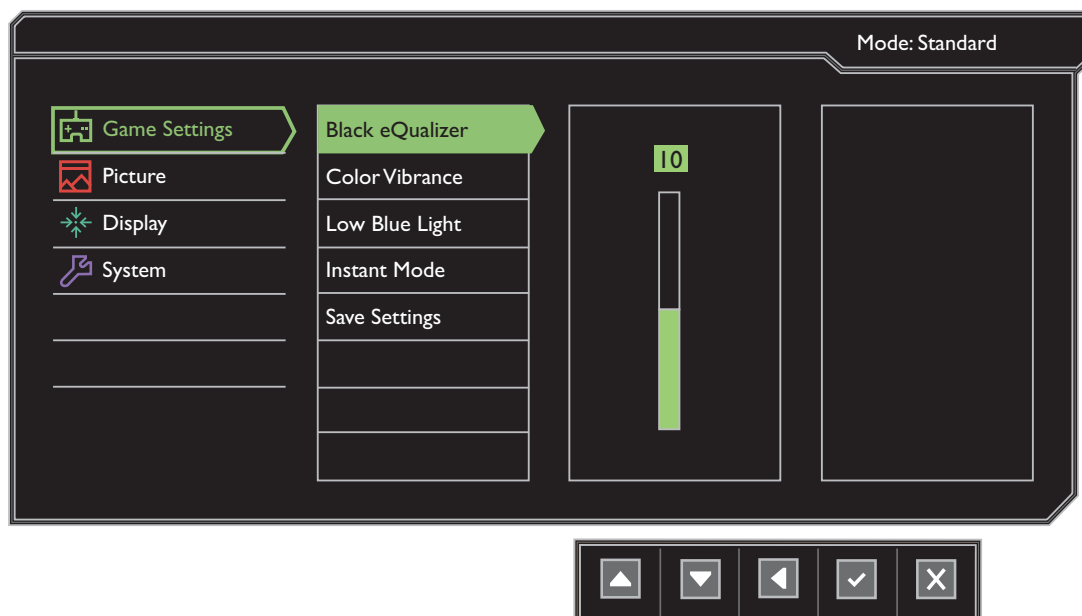 Mode: Standard
Game Settings
Picture
Display
System
Black eQualizer
Color Vibrance
Low Blue Light
Instant Mode
Save Settings
10